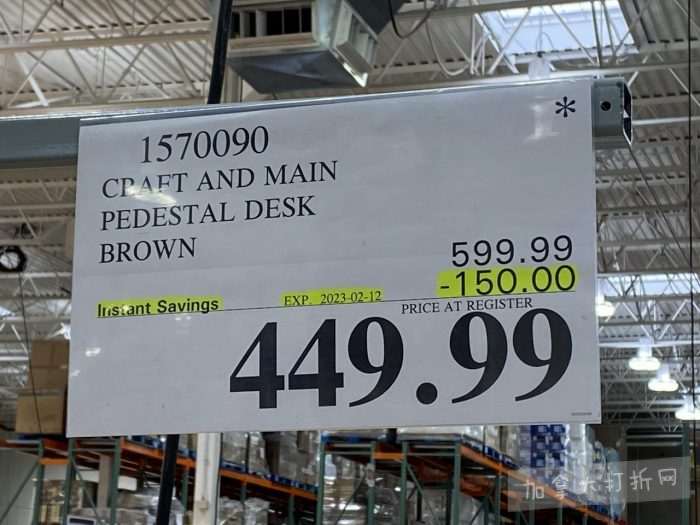 *
1570090
CRAFT AND MAIN
PEDESTAL DESK
BROWN
599.99
-150.00
Instant Savings EXP. 2023-02-12
PRICE AT REGISTER
449.99
加拿大打折网